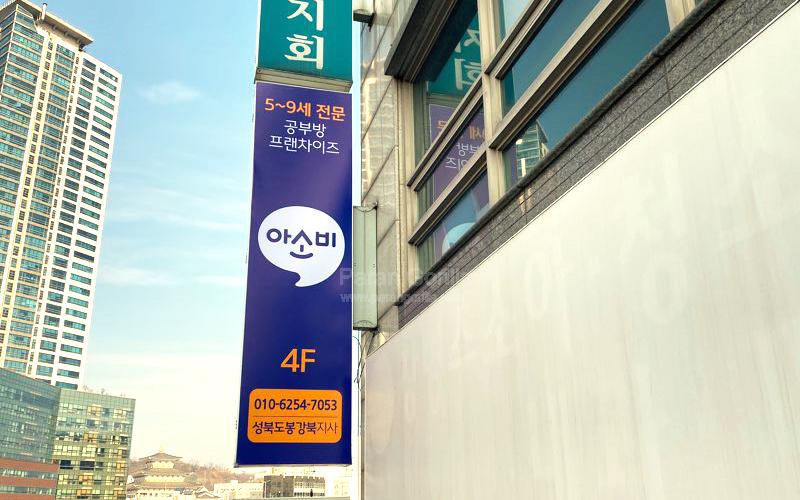 지
회
5~9세 전문
공부방
프랜차이즈
아소비
4F
010-6254-7053
성북도봉강북지사